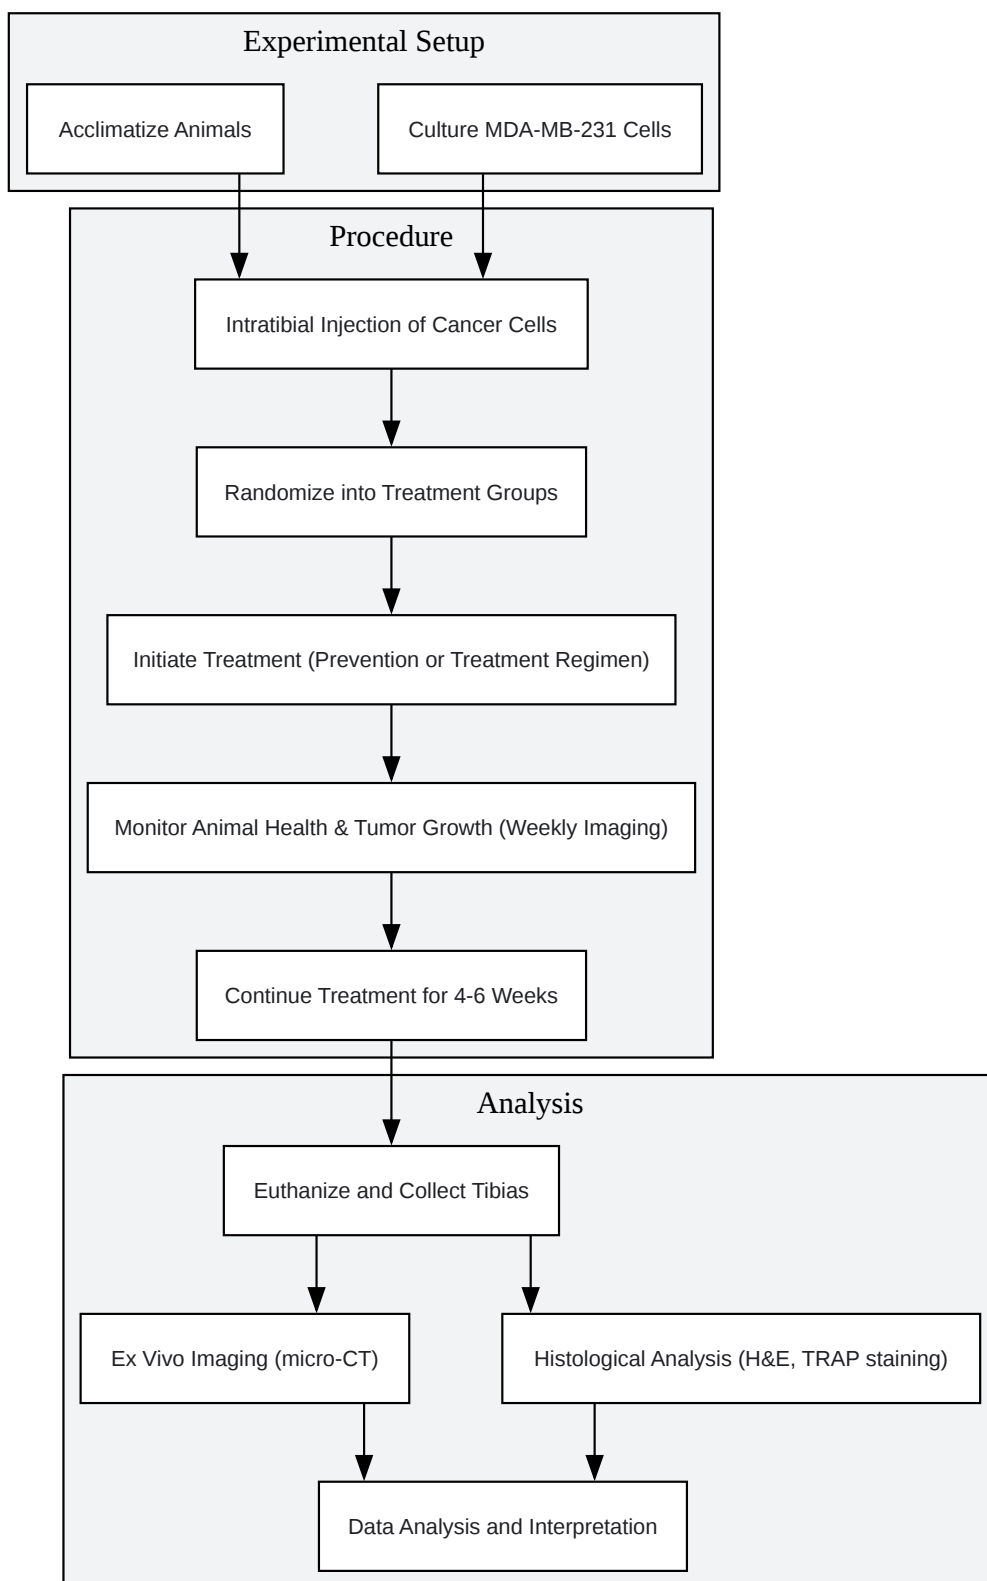 Experimental Setup
Acclimatize Animals
Culture MDA-MB-231 Cells
Procedure
Intratibial Injection of Cancer Cells
Randomize into Treatment Groups
Initiate Treatment (Prevention or Treatment Regimen)
Monitor Animal Health & Tumor Growth (Weekly Imaging)
Continue Treatment for 4-6 Weeks
Analysis
Euthanize and Collect Tibias
Ex Vivo Imaging (micro-CT)
Histological Analysis (H&E, TRAP staining)
Data Analysis and Interpretation